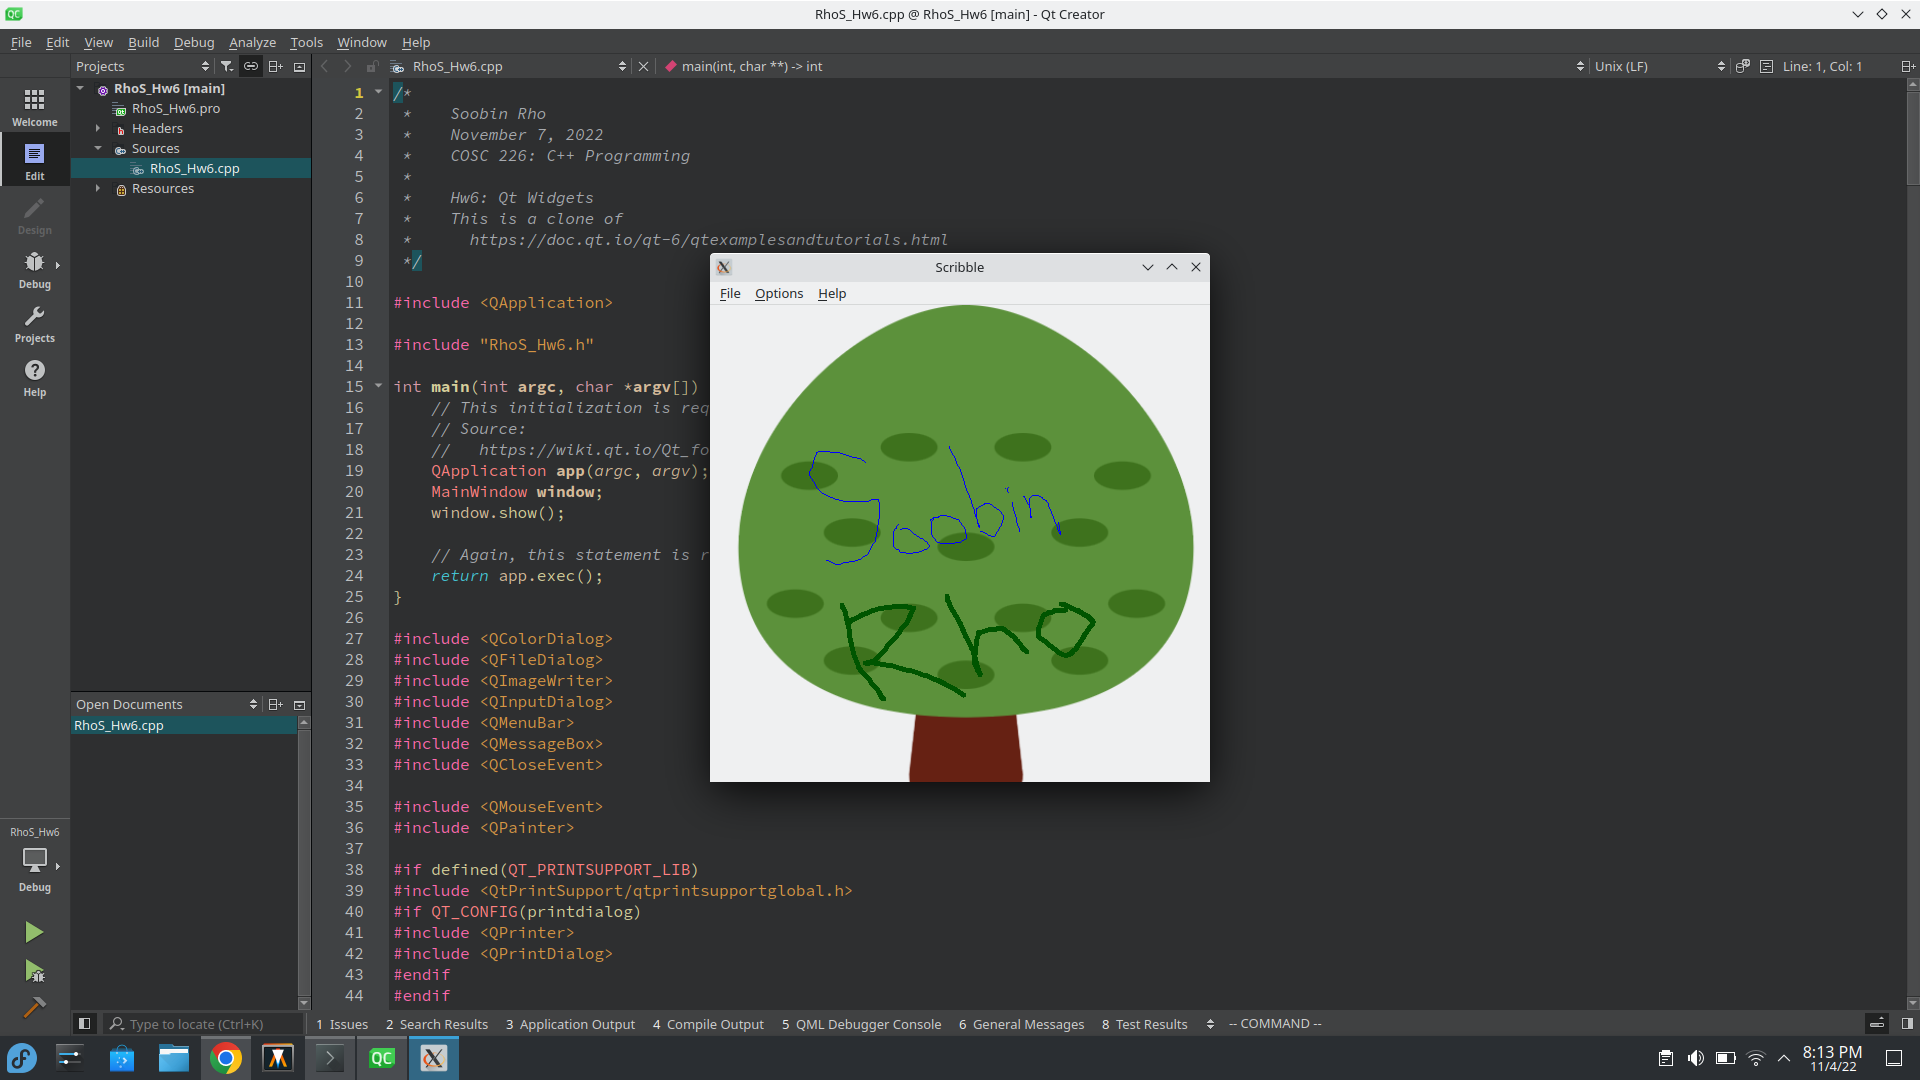 RhoS_Hw6.cpp @ RhoS_Hw6 [main] - Qt Creator
File Edit View Build Debug Analyze Tools Window Help
Projects
RhoS_Hw6.cpp
main(int, char **) -> int
Unix (LF)
Line: 1, Col: 1
Welcome
Edit
Design
Debug
Projects
Help
RhoS_Hw6 [main]
RhoS_Hw6.pro
Headers
Sources
RhoS_Hw6.cpp
Resources
Open Documents
RhoS_Hw6.cpp
RhoS_Hw6
Debug
1 /*
2 * Soobin Rho
3 * November 7, 2022
4 * COSC 226: C++ Programming
5 *
6 * Hw6: Qt Widgets
7 * This is a clone of
8 * https://doc.qt.io/qt-6/qtexamplesandtutorials.html
9 */
10
11 #include <QApplication>
12
13 #include "RhoS_Hw6.h"
14
15 int main(int argc, char *argv[])
16 // This initialization is req
17 // Source:
18 // https://wiki.qt.io/Qt_fo
19 QApplication app(argc, argv);
20 MainWindow window;
21 window.show();
22
23 // Again, this statement is r
24 return app.exec();
25 }
26
27 #include <QColorDialog>
28 #include <QFileDialog>
29 #include <QImageWriter>
30 #include <QInputDialog>
31 #include <QMenuBar>
32 #include <QMessageBox>
33 #include <QCloseEvent>
34
35 #include <QMouseEvent>
36 #include <QPainter>
37
38 #if defined(QT_PRINTSUPPORT_LIB)
39 #include <QtPrintSupport/qtprintsupportglobal.h>
40 #if QT_CONFIG(printdialog)
41 #include <QPrinter>
42 #include <QPrintDialog>
43 #endif
44 #endif
Scribble
File Options Help
Soobin
Rho
Type to locate (Ctrl+K)
1 Issues 2 Search Results 3 Application Output 4 Compile Output 5 QML Debugger Console 6 General Messages 8 Test Results -- COMMAND --
QC
8:13 PM
11/4/22